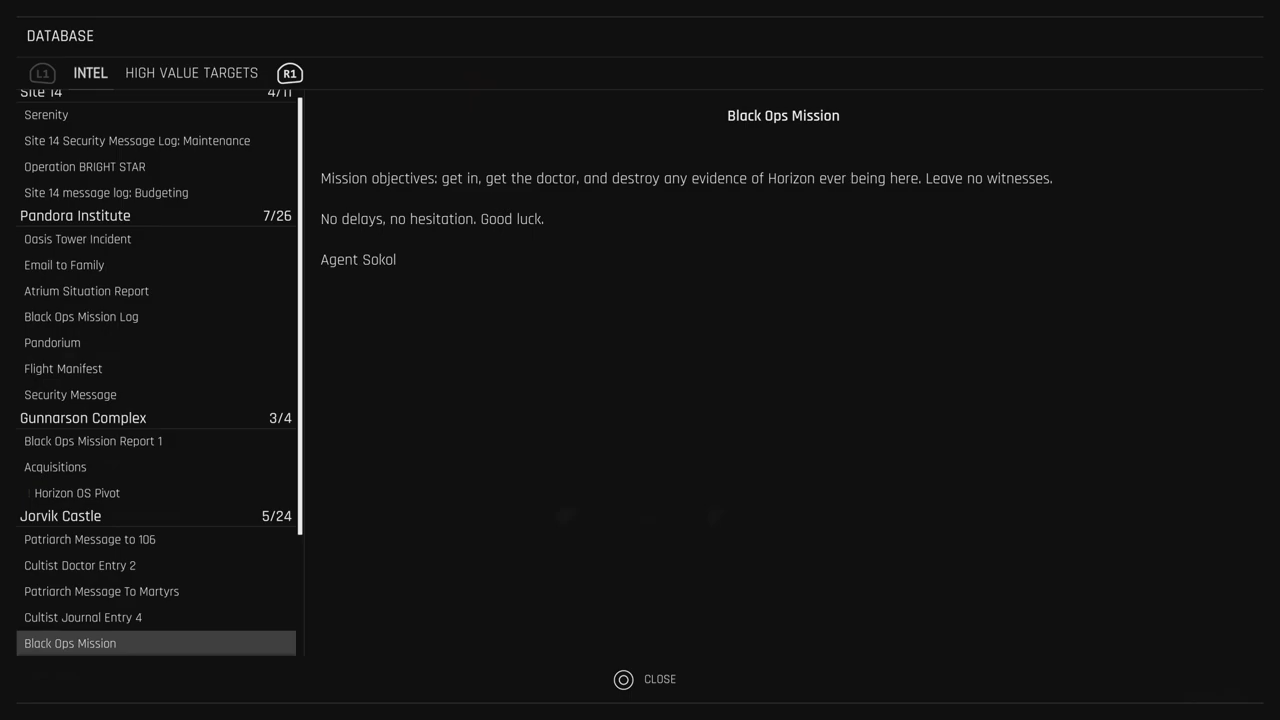 DATABASE
L1 INTEL HIGH VALUE TARGETS R1
Site 14 4/11
Serenity
Site 14 Security Message Log: Maintenance
Operation BRIGHT STAR
Site 14 message log: Budgeting
Pandora Institute 7/26
Oasis Tower Incident
Email to Family
Atrium Situation Report
Black Ops Mission Log
Pandorium
Flight Manifest
Security Message
Gunnarson Complex 3/4
Black Ops Mission Report 1
Acquisitions
Horizon OS Pivot
Jorvik Castle 5/24
Patriarch Message to 106
Cultist Doctor Entry 2
Patriarch Message To Martyrs
Cultist Journal Entry 4
Black Ops Mission
Black Ops Mission
Mission objectives: get in, get the doctor, and destroy any evidence of Horizon ever being here. Leave no witnesses.
No delays, no hesitation. Good luck.
Agent Sokol
CLOSE